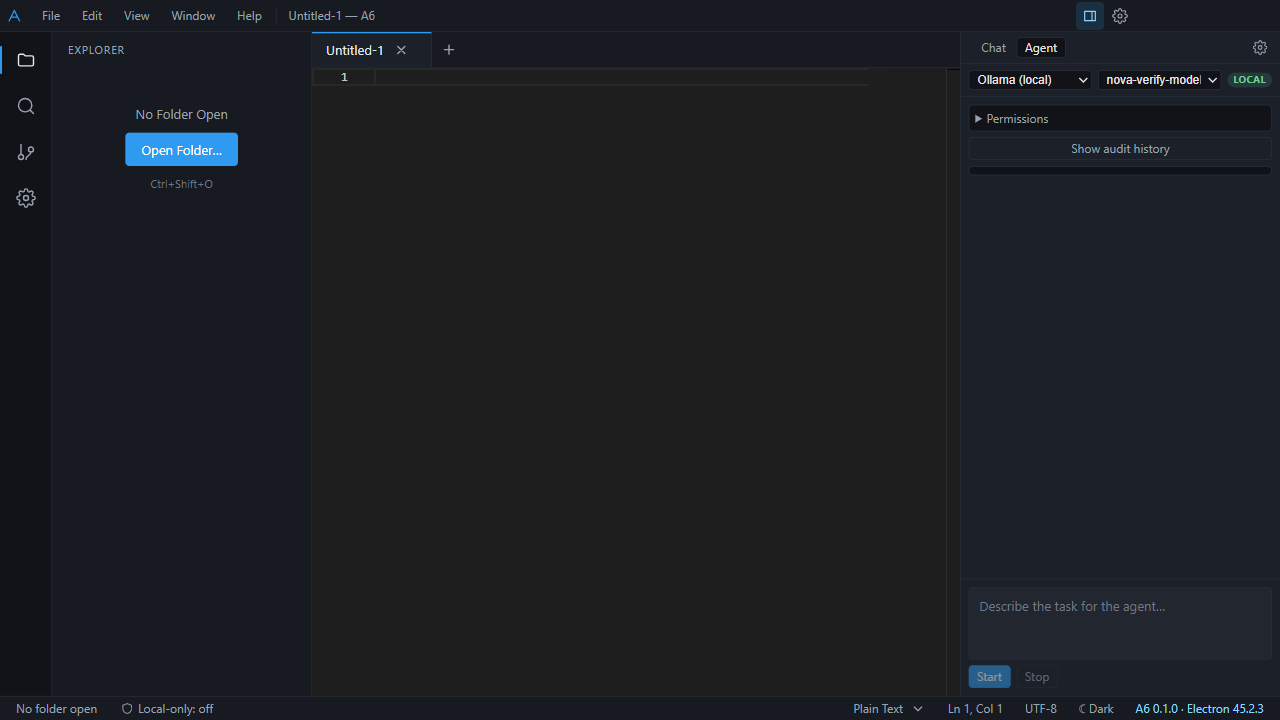 File Edit View Window Help Untitled-1 — A6
EXPLORER
No Folder Open
Open Folder...
Ctrl+Shift+O
Untitled-1
1
Chat Agent
Ollama (local) nova-verify-model LOCAL
Permissions
Show audit history
Describe the task for the agent...
Start Stop
No folder open Local-only: off Plain Text Ln 1, Col 1 UTF-8 Dark A6 0.1.0 · Electron 45.2.3